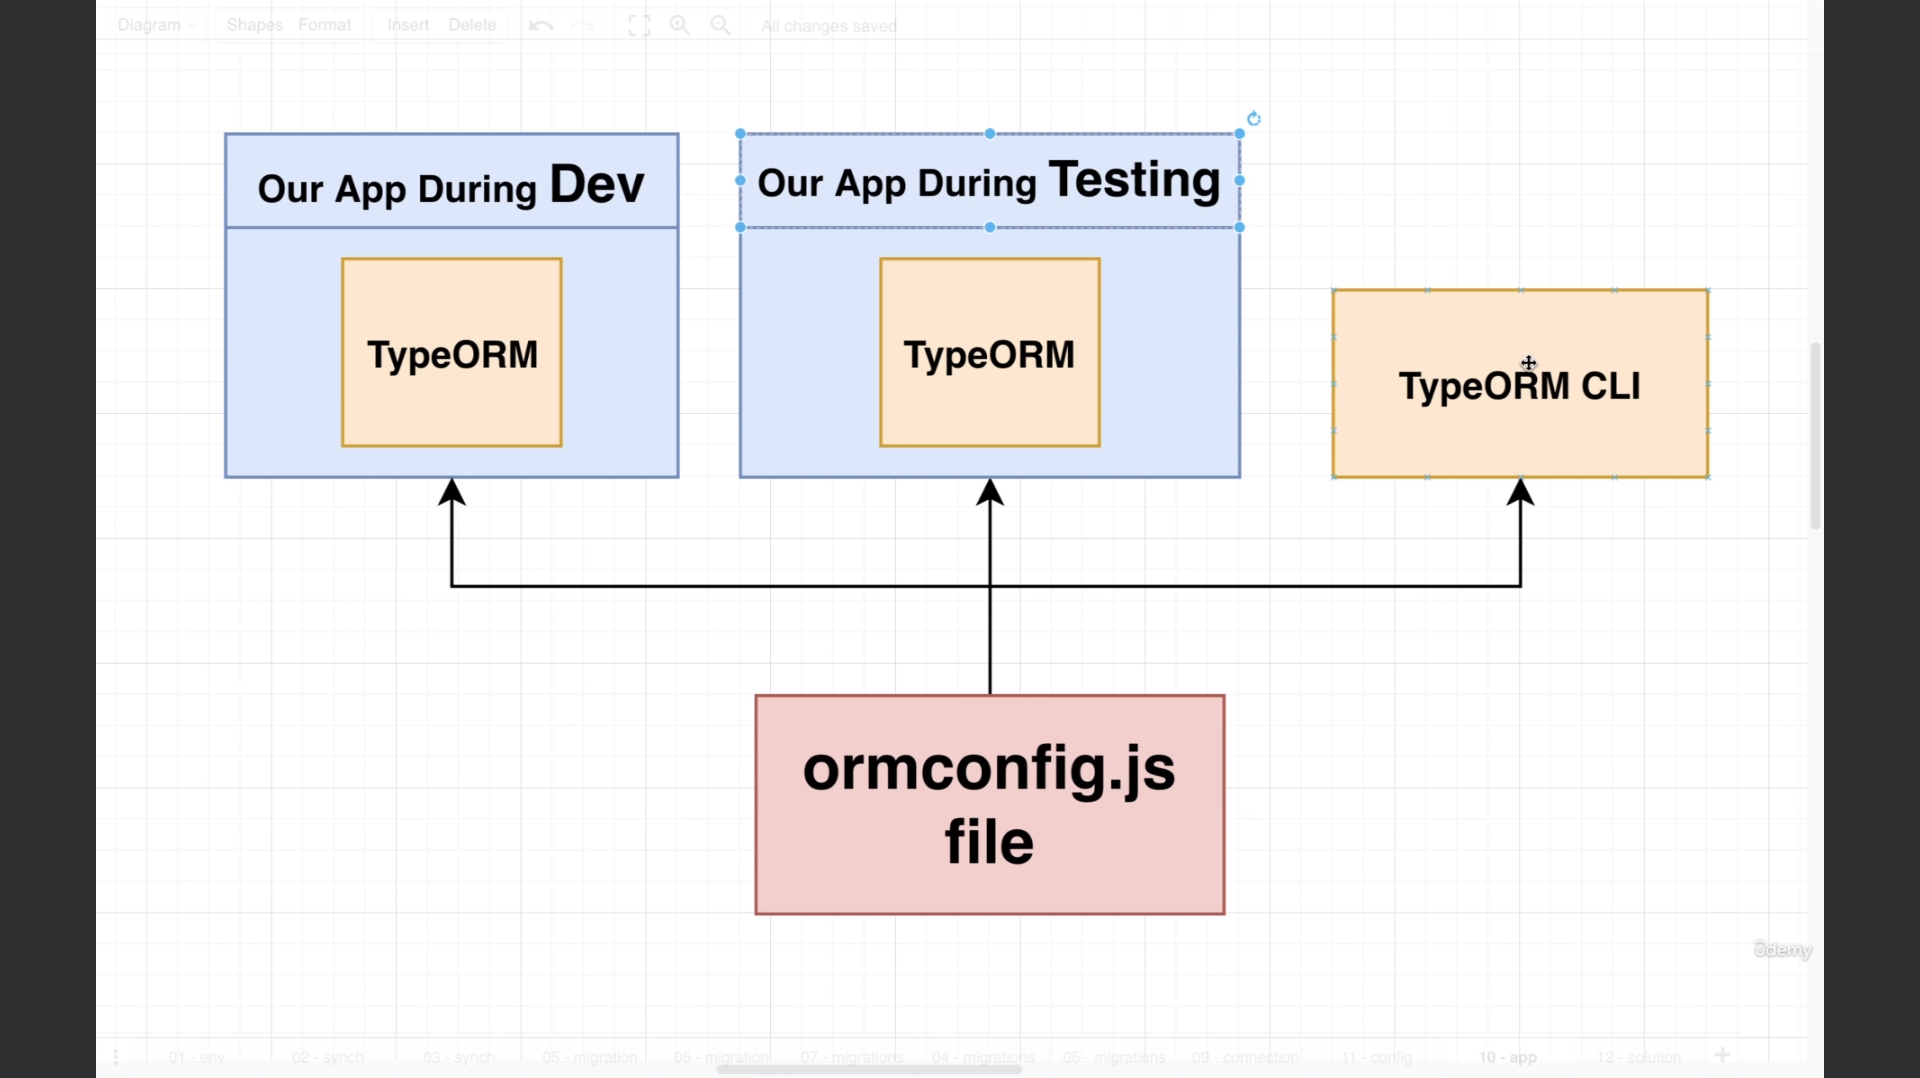 Diagram
Shapes
Format
Insert
Delete
All changes saved
Our App During Dev
Our App During Testing
TypeORM
TypeORM
TypeORM CLI
ormconfig.js
file
ûdemy
01 - env
02 - synch
03 - synch
05 - migration
06 - migration
07 - migrations
04 - migrations
05 - migrations
09 - connection
11 - config
10 - app
12 - solution